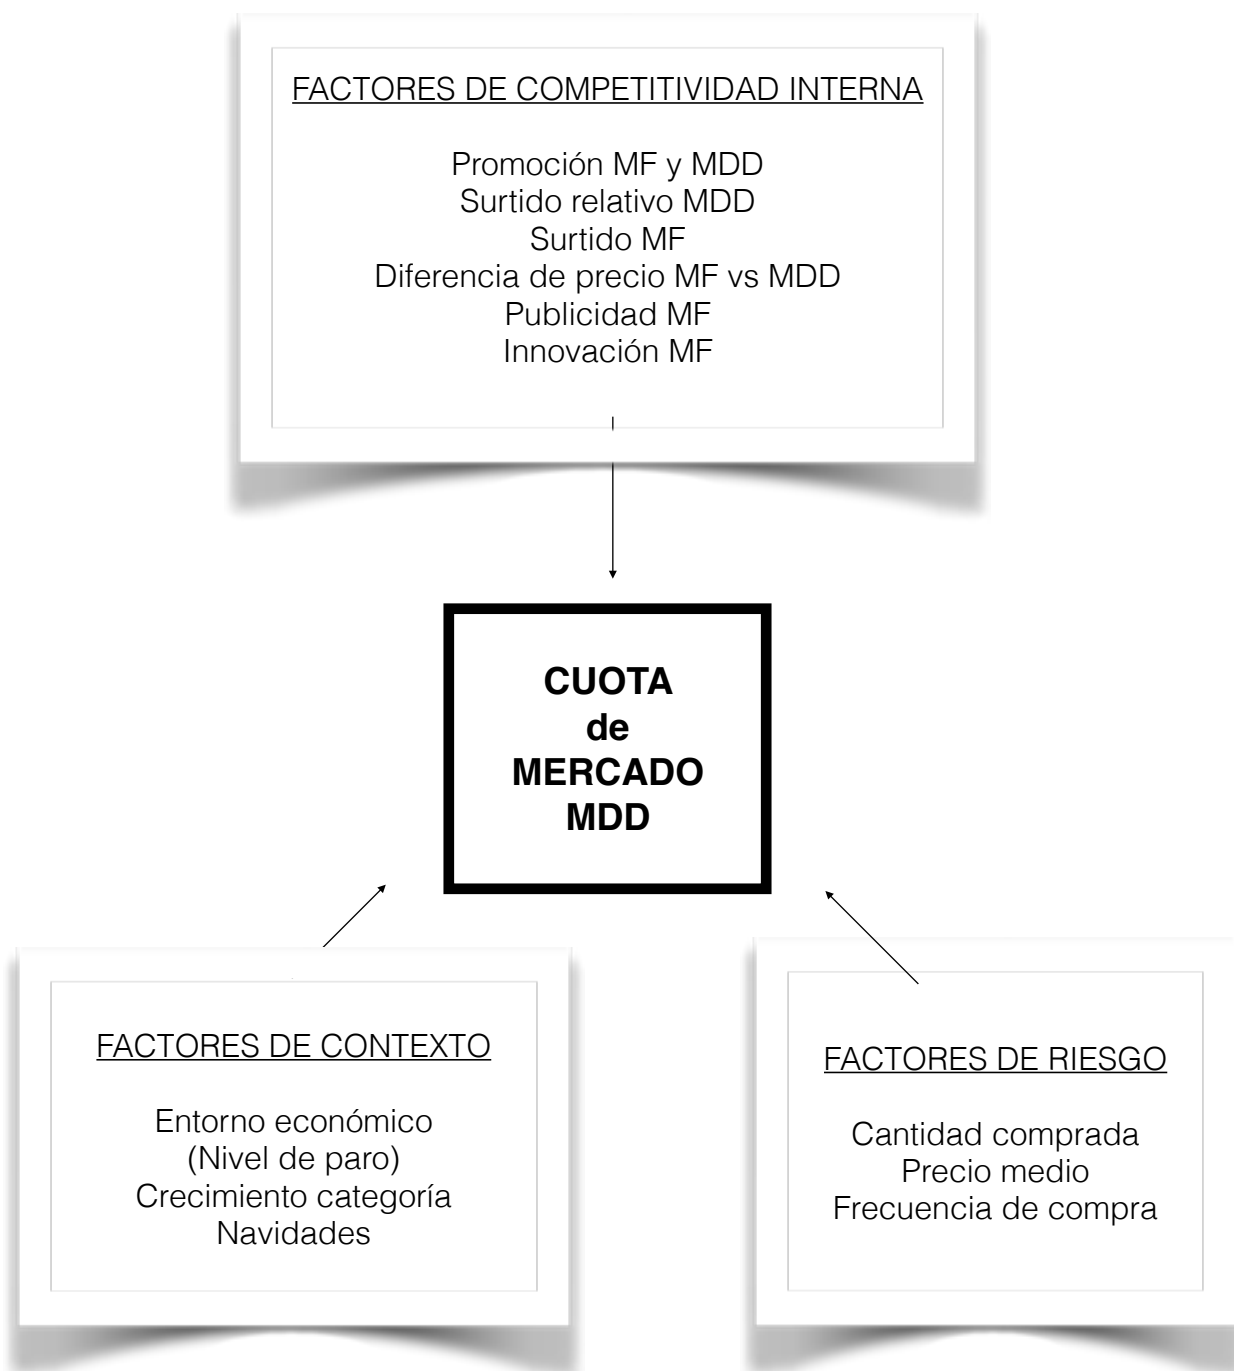 FACTORES DE COMPETITIVIDAD INTERNA
Promoción MF y MDD
Surtido relativo MDD
Surtido MF
Diferencia de precio MF vs MDD
Publicidad MF
Innovación MF
CUOTA
de
MERCADO
MDD
FACTORES DE CONTEXTO
Entorno económico
(Nivel de paro)
Crecimiento categoría
Navidades
FACTORES DE RIESGO
Cantidad comprada
Precio medio
Frecuencia de compra